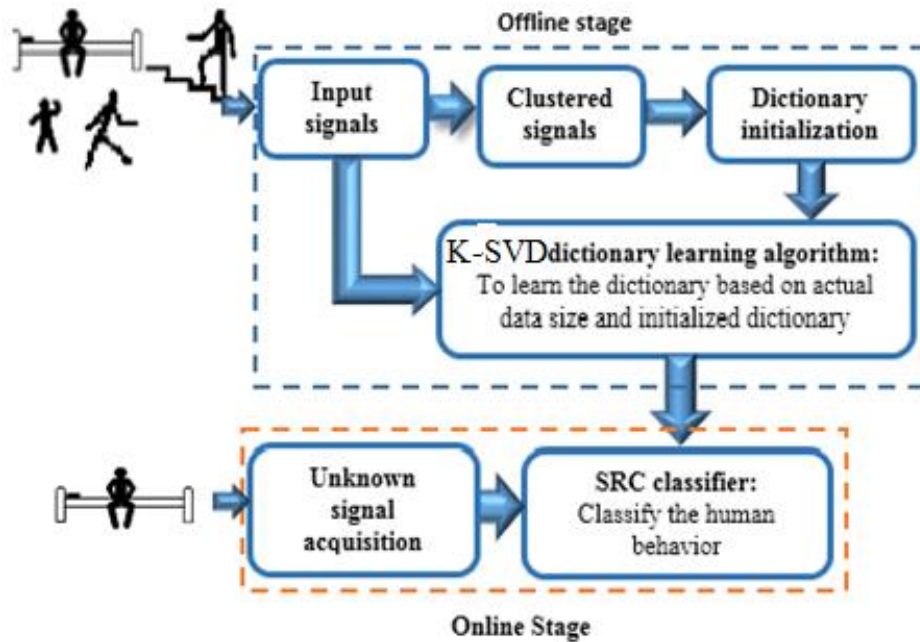 Offline stage
Input
signals
Clustered
signals
Dictionary
initialization
K-SVDdictionary learning algorithm:
To learn the dictionary based on actual
data size and initialized dictionary
Unknown
signal
acquisition
SRC classifier:
Classify the human
behavior
Online Stage